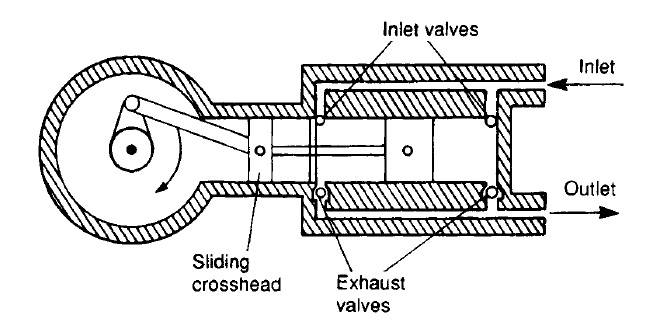 Inlet valves
Inlet
Outlet
Sliding
crosshead
Exhaust
valves